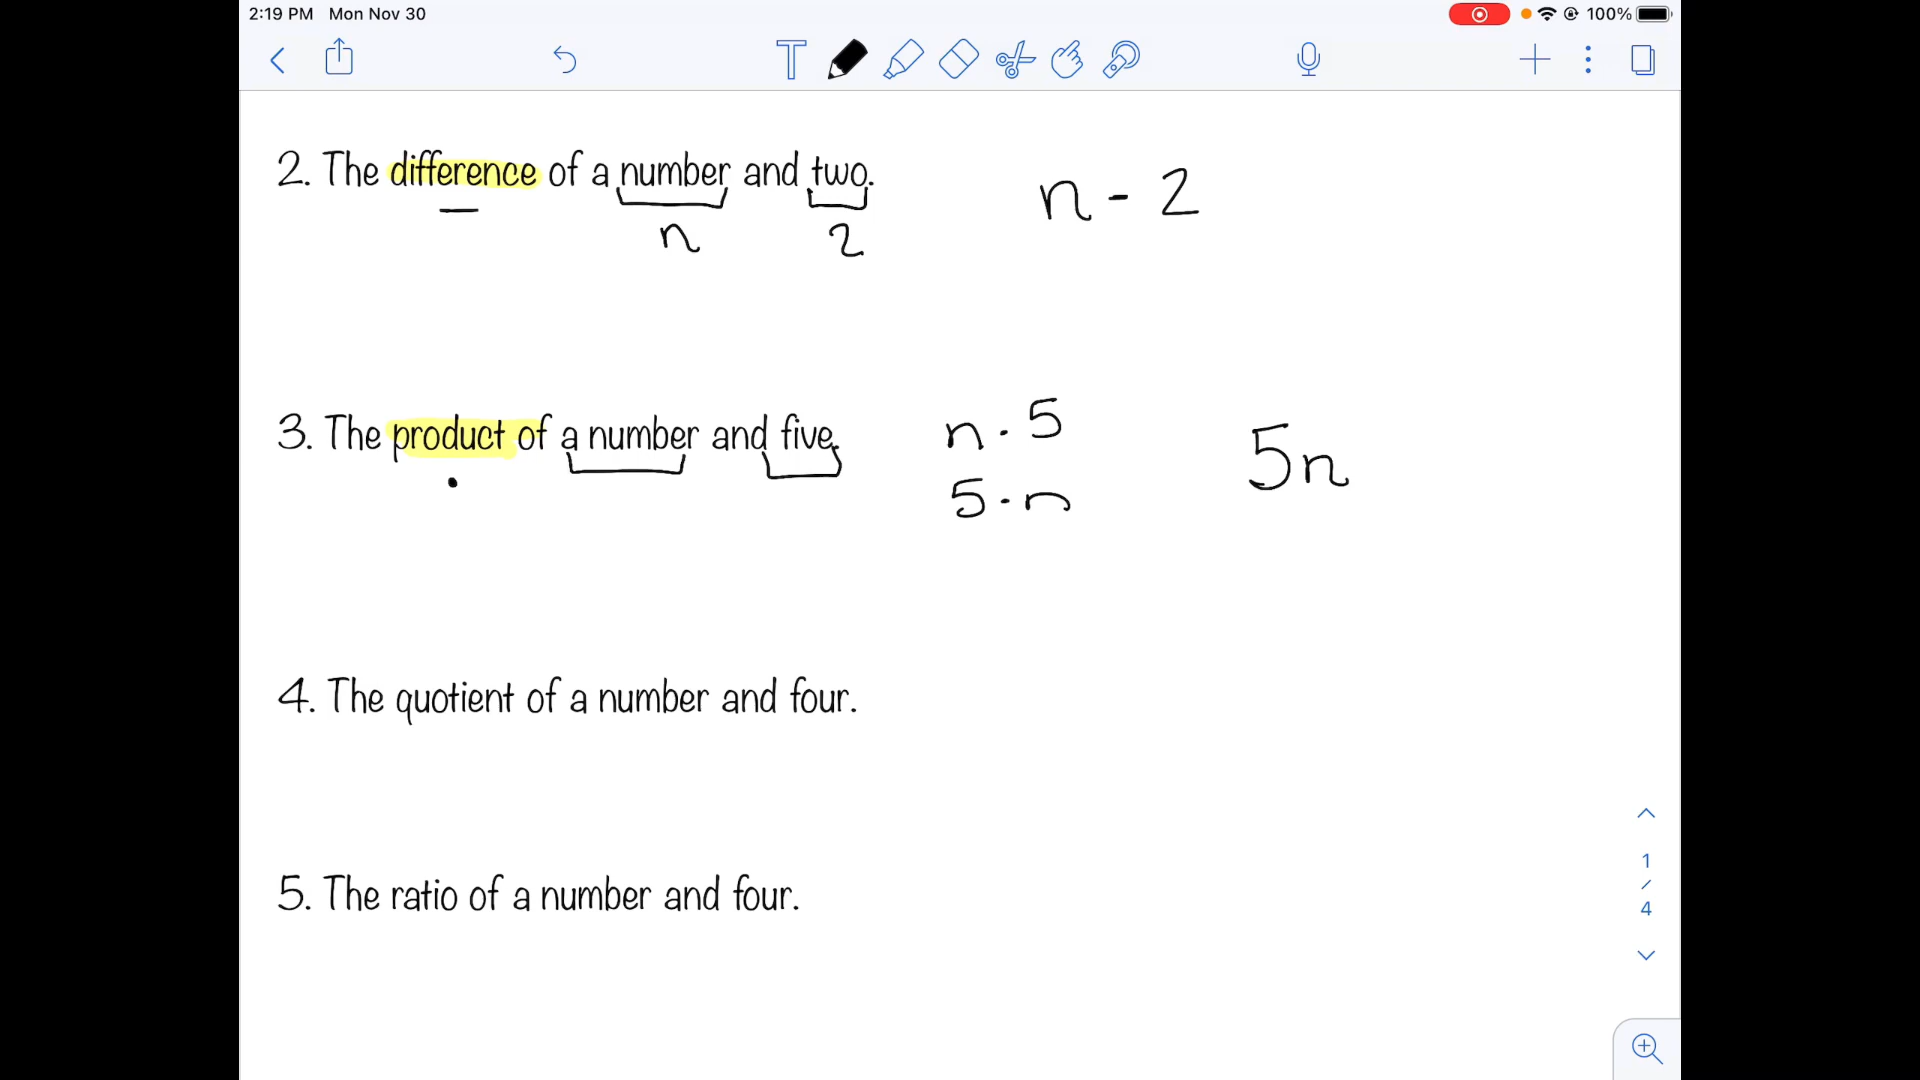 2:19 PM Mon Nov 30 100%
T
2. The difference of a number and two. n - 2
n 2
3. The product of a number and five. n · 5
5 · n 5n
4. The quotient of a number and four.
5. The ratio of a number and four.
1
/
4